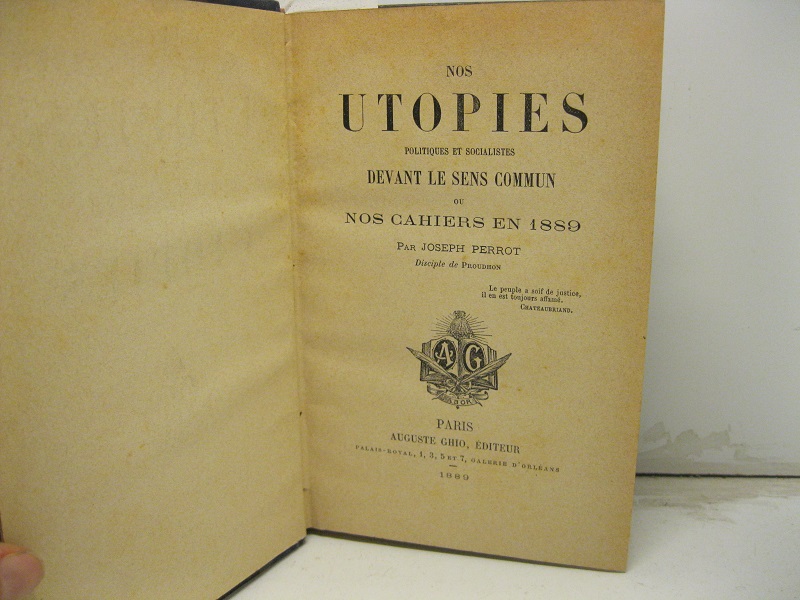 NOS
UTOPIES
POLITIQUES ET SOCIALISTES
DEVANT LE SENS COMMUN
OU
NOS CAHIERS EN 1889
PAR JOSEPH PERROT
Disciple de PROUDHON
Le peuple a soif de justice,
il en est toujours affamé.
CHATEAUBRIAND.
A G
PARIS
AUGUSTE GHIO, ÉDITEUR
PALAIS-ROYAL, 1, 3, 5 ET 7, GALERIE D'ORLÉANS
1889